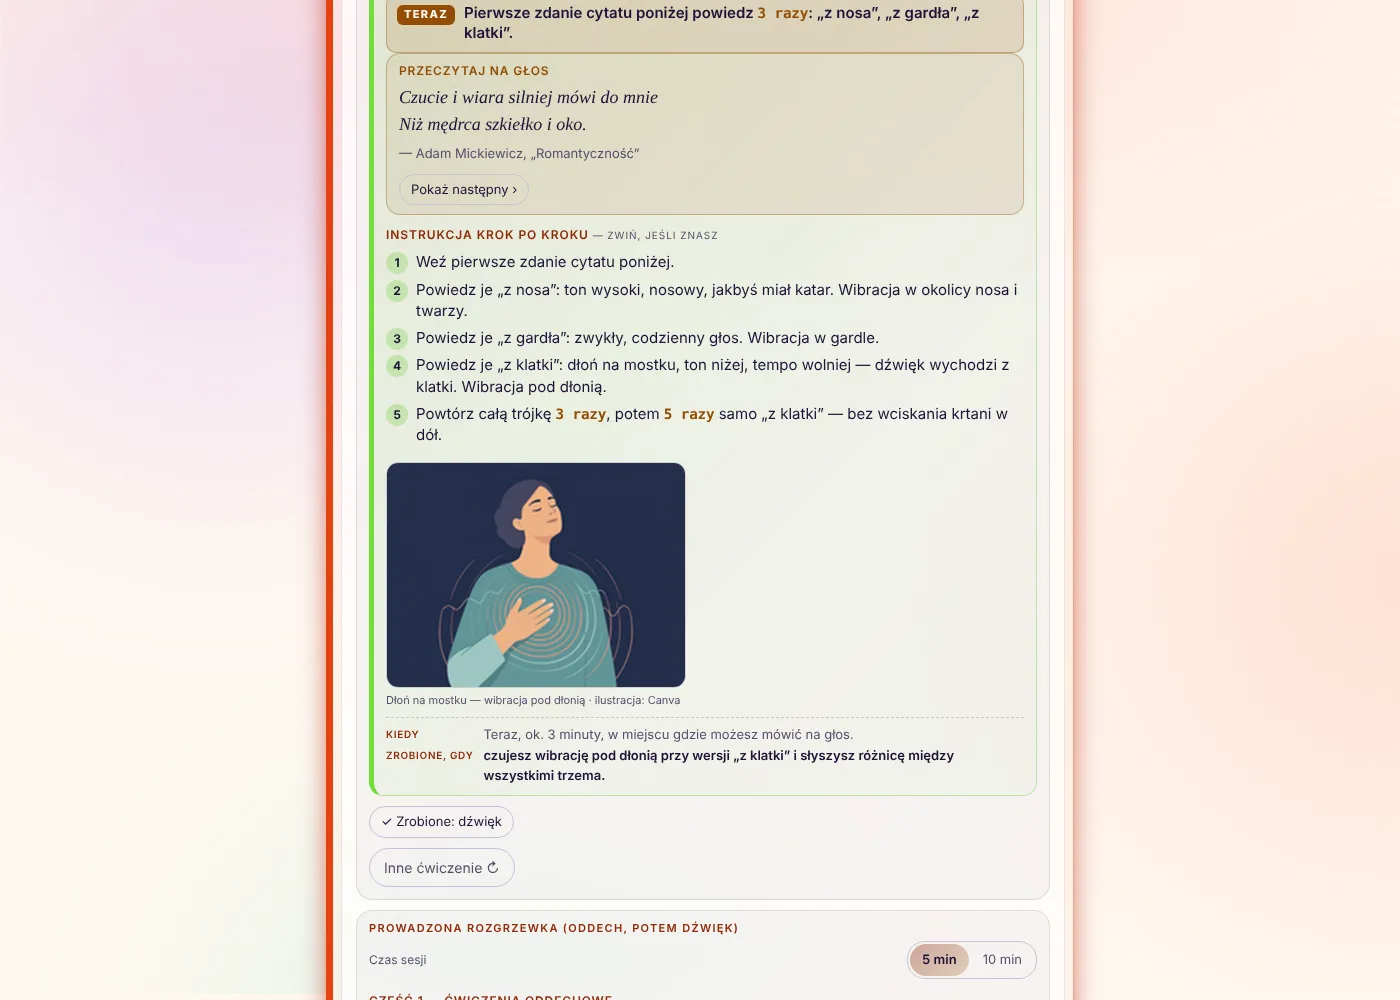 TERAZ
Pierwsze zdanie cytatu poniżej powiedz 3 razy: „z nosa”, „z gardła”, „z
klatki”.
PRZECZYTAJ NA GŁOS
Czucie i wiara silniej mówi do mnie
Niż mędrca szkiełko i oko.
— Adam Mickiewicz, „Romantyczność”
Pokaż następny ›
INSTRUKCJA KROK PO KROKU — ZWIŃ, JEŚLI ZNASZ
1 Weź pierwsze zdanie cytatu poniżej.
2 Powiedz je „z nosa”: ton wysoki, nosowy, jakbyś miał katar. Wibracja w okolicy nosa i
twarzy.
3 Powiedz je „z gardła”: zwykły, codzienny głos. Wibracja w gardle.
4 Powiedz je „z klatki”: dłoń na mostku, ton niżej, tempo wolniej — dźwięk wychodzi z
klatki. Wibracja pod dłonią.
5 Powtórz całą trójkę 3 razy, potem 5 razy samo „z klatki” — bez wciskania krtani w
dół.
Dłoń na mostku — wibracja pod dłonią · ilustracja: Canva
KIEDY Teraz, ok. 3 minuty, w miejscu gdzie możesz mówić na głos.
ZROBIONE, GDY czujesz wibrację pod dłonią przy wersji „z klatki” i słyszysz różnicę między
wszystkimi trzema.
✓ Zrobione: dźwięk
Inne ćwiczenie ↻
PROWADZONA ROZGRZEWKA (ODDECH, POTEM DŹWIĘK)
Czas sesji 5 min 10 min
CZĘŚĆ 1 — ĆWICZENIA ODDECHOWE